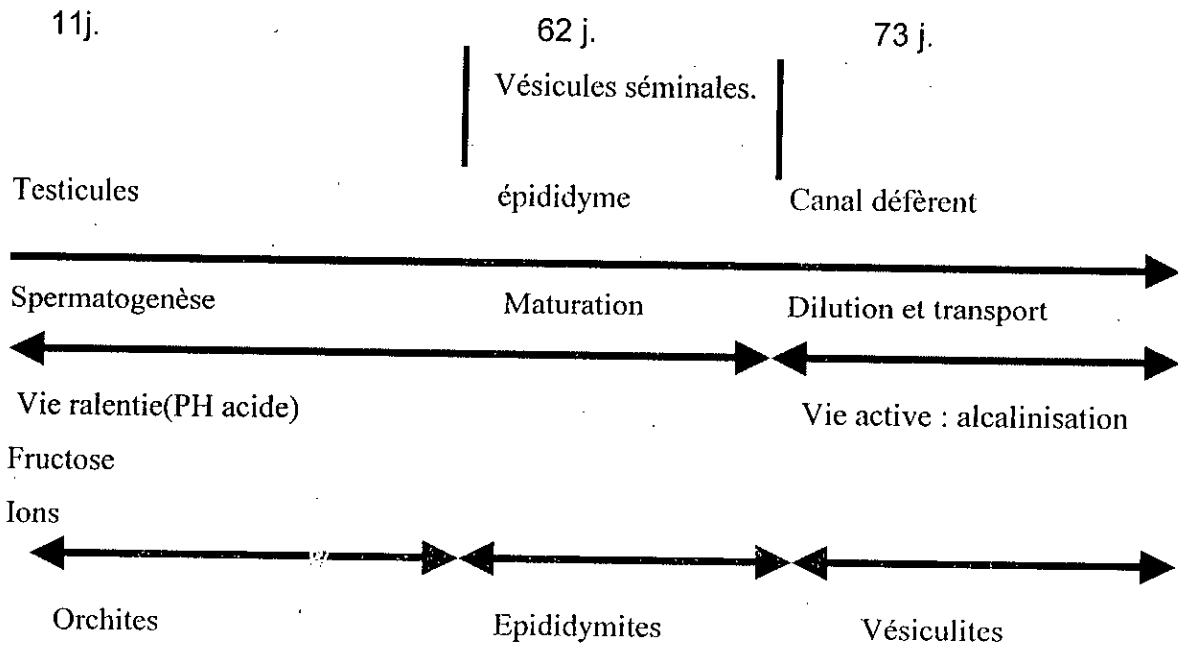 11j. 62 j. 73 j.
Vésicules séminales.
Testicules épididyme Canal défèrent
Spermatogenèse Maturation Dilution et transport
Vie ralentie(PH acide) Vie active : alcalinisation
Fructose
Ions
Orchites Epididymites Vésiculites